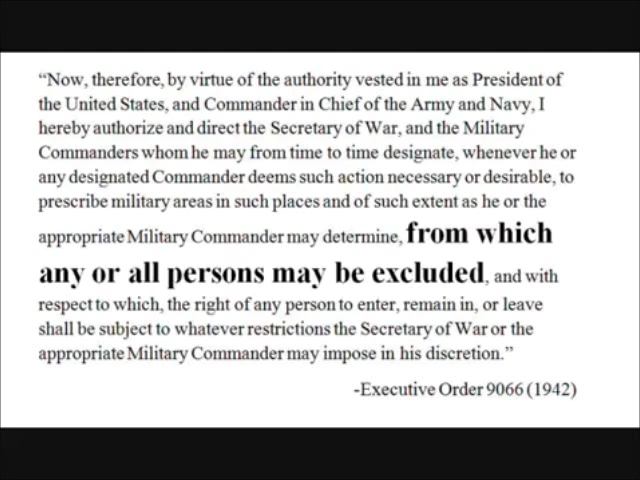 “Now, therefore, by virtue of the authority vested in me as President of
the United States, and Commander in Chief of the Army and Navy, I
hereby authorize and direct the Secretary of War, and the Military
Commanders whom he may from time to time designate, whenever he or
any designated Commander deems such action necessary or desirable, to
prescribe military areas in such places and of such extent as he or the
appropriate Military Commander may determine, from which
any or all persons may be excluded, and with
respect to which, the right of any person to enter, remain in, or leave
shall be subject to whatever restrictions the Secretary of War or the
appropriate Military Commander may impose in his discretion.”
-Executive Order 9066 (1942)